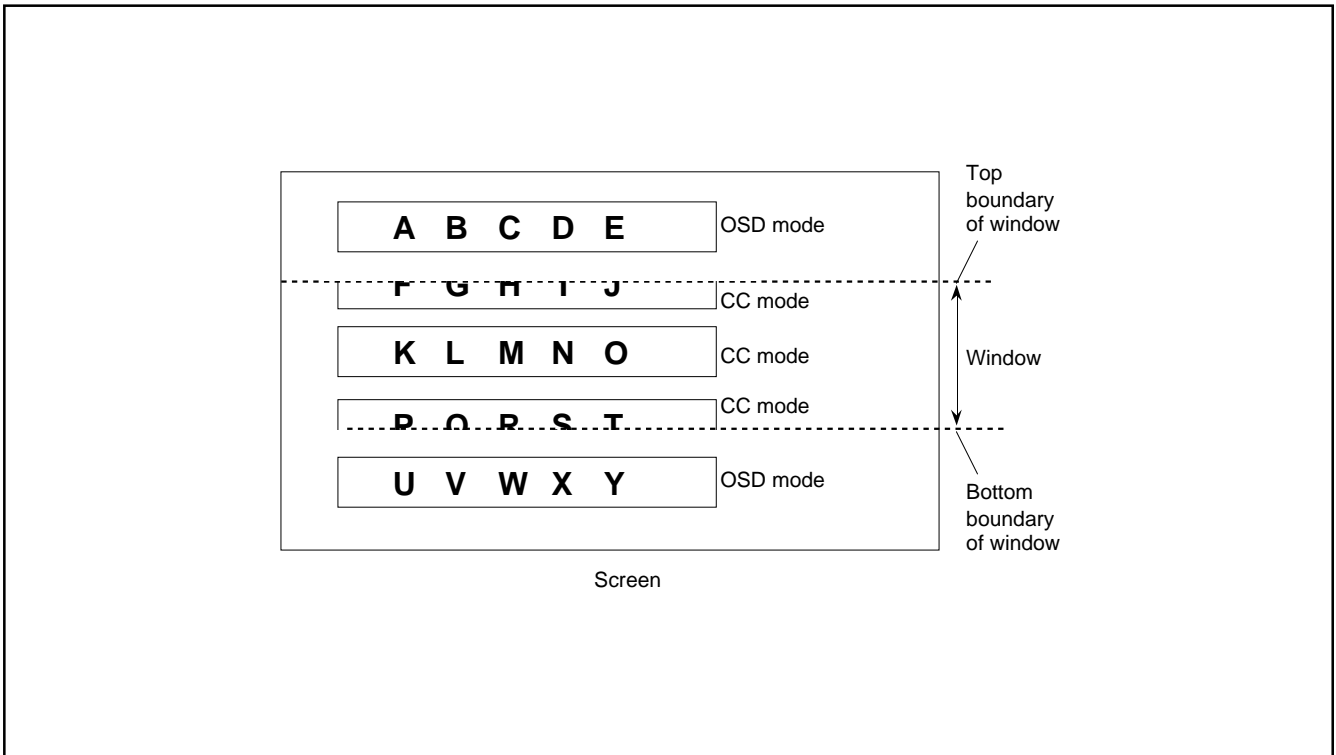 Top
boundary
of window
A B C D E
OSD mode
F G H I J
CC mode
K L M N O
CC mode
Window
P Q R S T
CC mode
U V W X Y
OSD mode
Bottom
boundary
of window
Screen